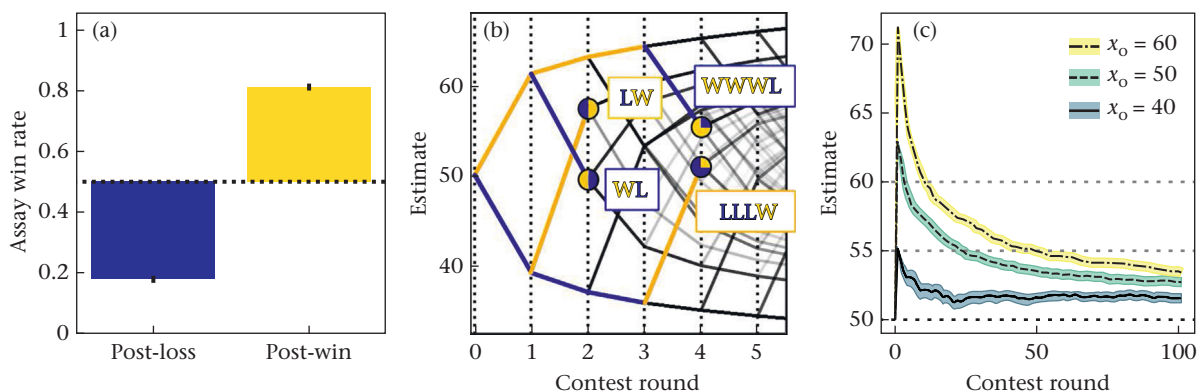 (a)
1
0.8
0.6
0.4
0.2
0
Assay win rate
Post-loss
Post-win
(b)
60
50
40
Estimate
LW
WWWL
WL
LLLW
0
1
2
3
4
5
Contest round
(c)
70
65
60
55
50
Estimate
xo = 60
xo = 50
xo = 40
0
50
100
Contest round